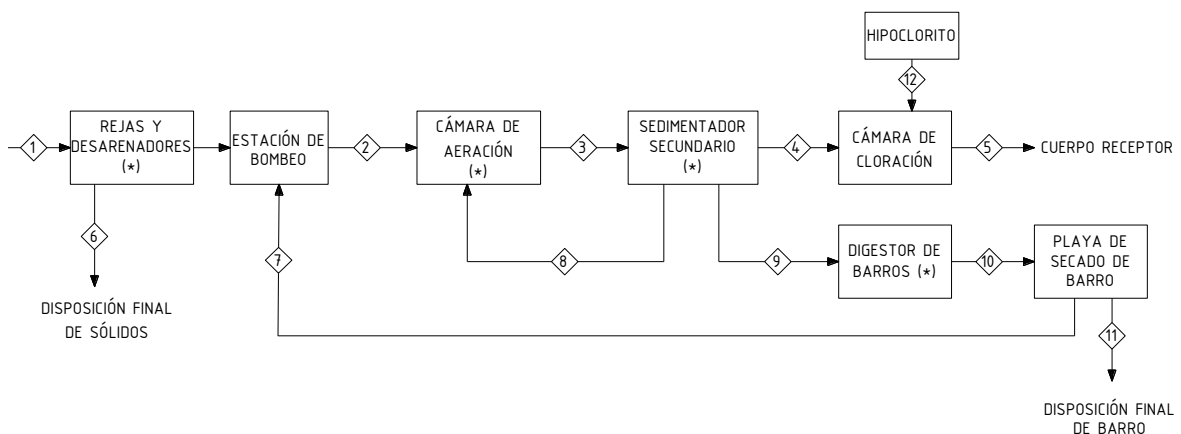 HIPOCLORITO
12
1
REJAS Y
DESARENADORES
(*)
ESTACIÓN DE
BOMBEO
2
CÁMARA DE
AERACIÓN
(*)
3
SEDIMENTADOR
SECUNDARIO
(*)
4
CÁMARA
DE
CLORACIÓN
5
CUERPO RECEPTOR
6
7
8
9
DIGESTOR DE
BARROS (*)
10
PLAYA DE
SECADO DE
BARRO
DISPOSICIÓN FINAL
DE SÓLIDOS
11
DISPOSICIÓN FINAL
DE BARRO